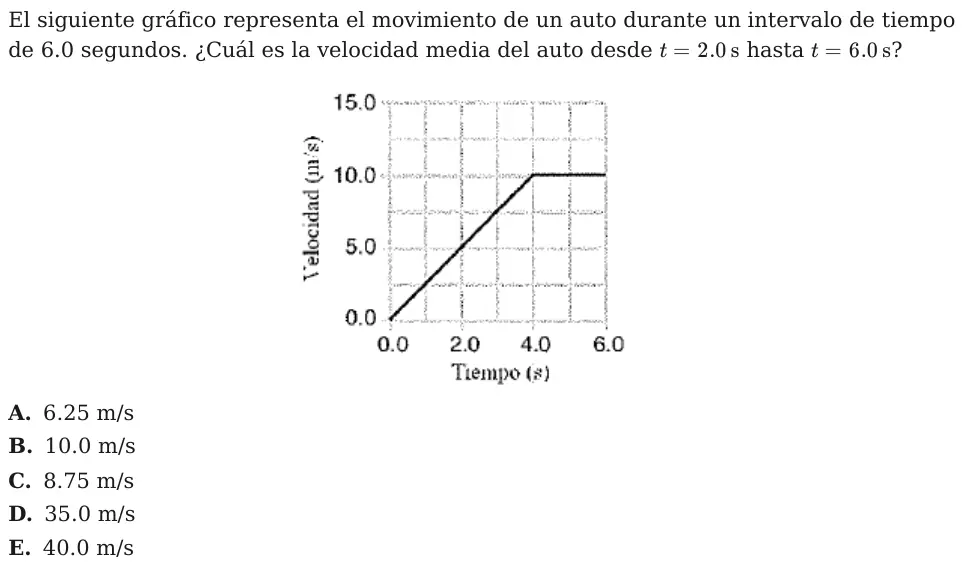 El siguiente gráfico representa el movimiento de un auto durante un intervalo de tiempo
de 6.0 segundos. ¿Cuál es la velocidad media del auto desde t = 2.0 s hasta t = 6.0 s?
15.0
10.0
5.0
0.0
Velocidad (m/s)
0.0 2.0 4.0 6.0
Tiempo (s)
A. 6.25 m/s
B. 10.0 m/s
C. 8.75 m/s
D. 35.0 m/s
E. 40.0 m/s